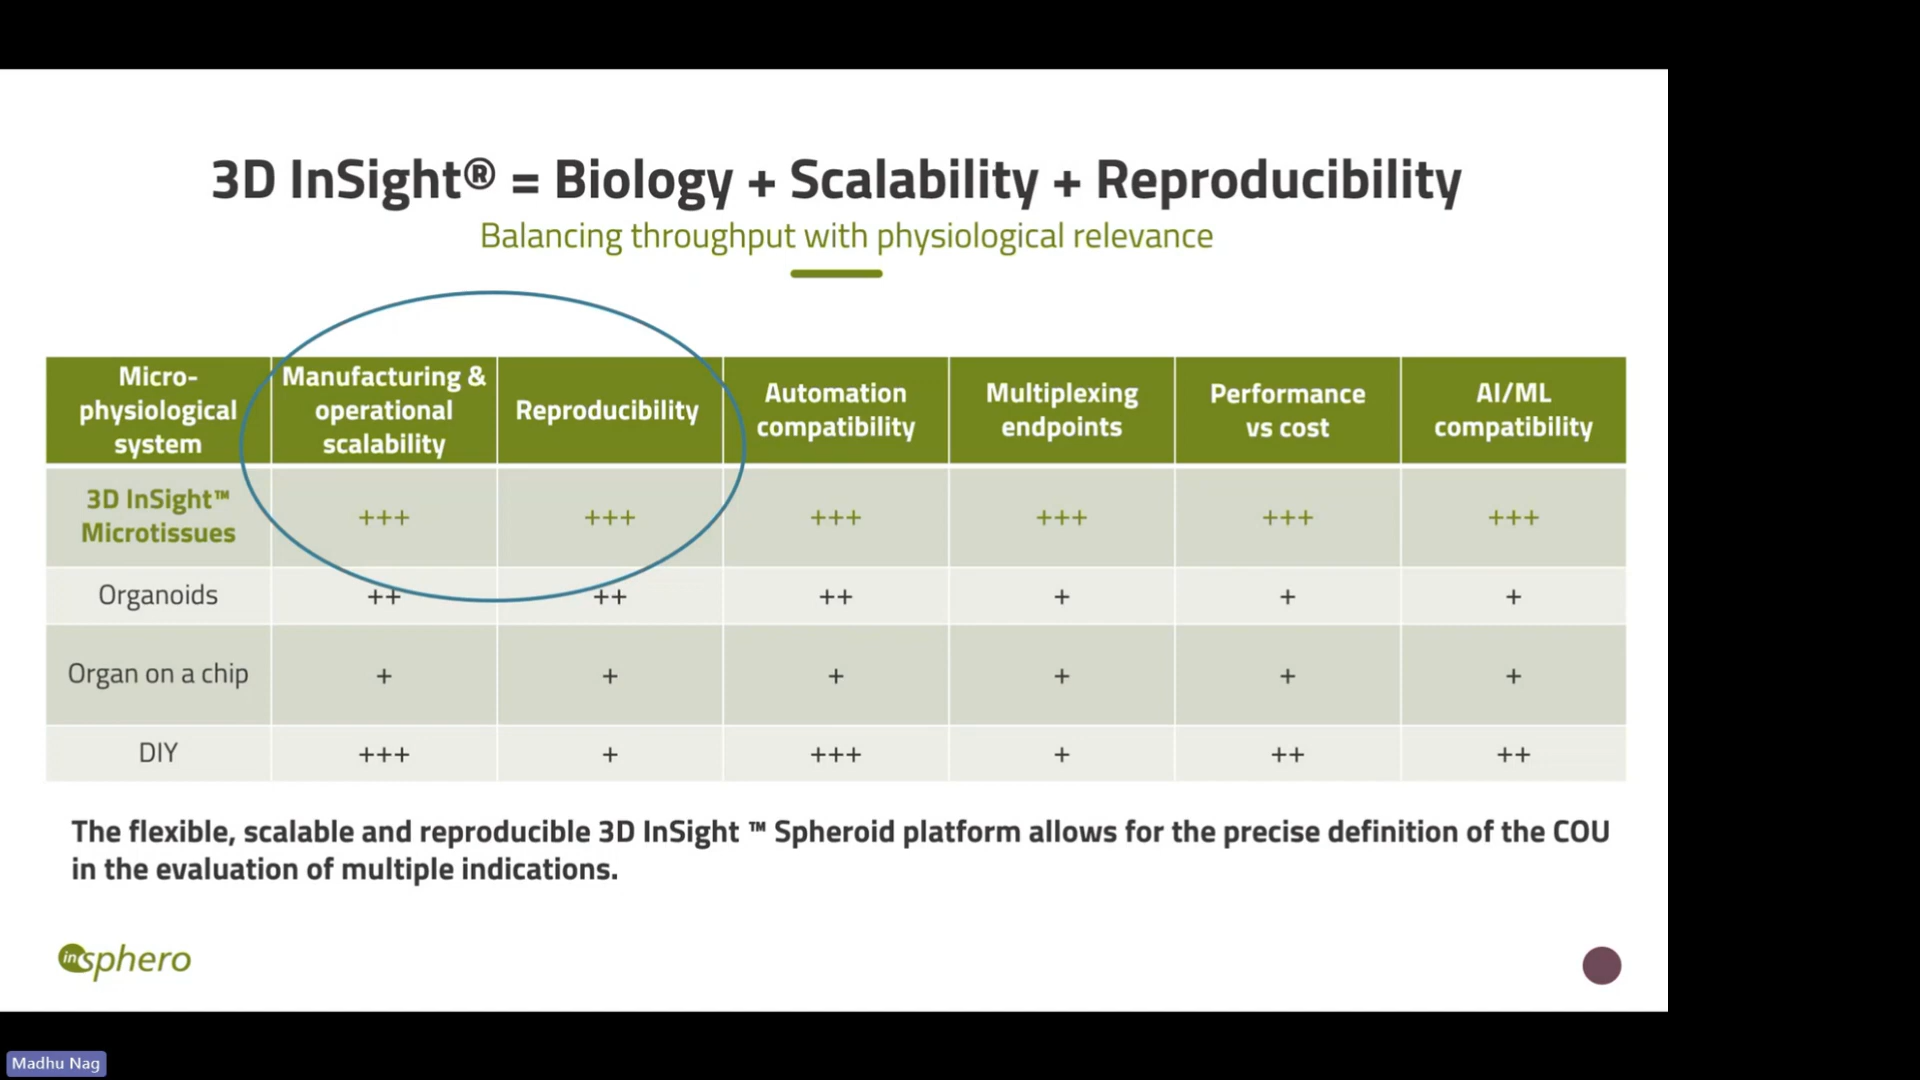 3D InSight® = Biology + Scalability + Reproducibility
Balancing throughput with physiological relevance
Micro-
physiological
system
Manufacturing &
operational
scalability
Reproducibility
Automation
compatibility
Multiplexing
endpoints
Performance
vs cost
AI/ML
compatibility
3D InSight™
Microtissues
+++ +++ +++ +++ +++ +++
Organoids ++ ++ ++ + + +
Organ on a chip + + + + + +
DIY +++ + +++ + ++ ++
The flexible, scalable and reproducible 3D InSight ™ Spheroid platform allows for the precise definition of the COU
in the evaluation of multiple indications.
insphero
Madhu Nag